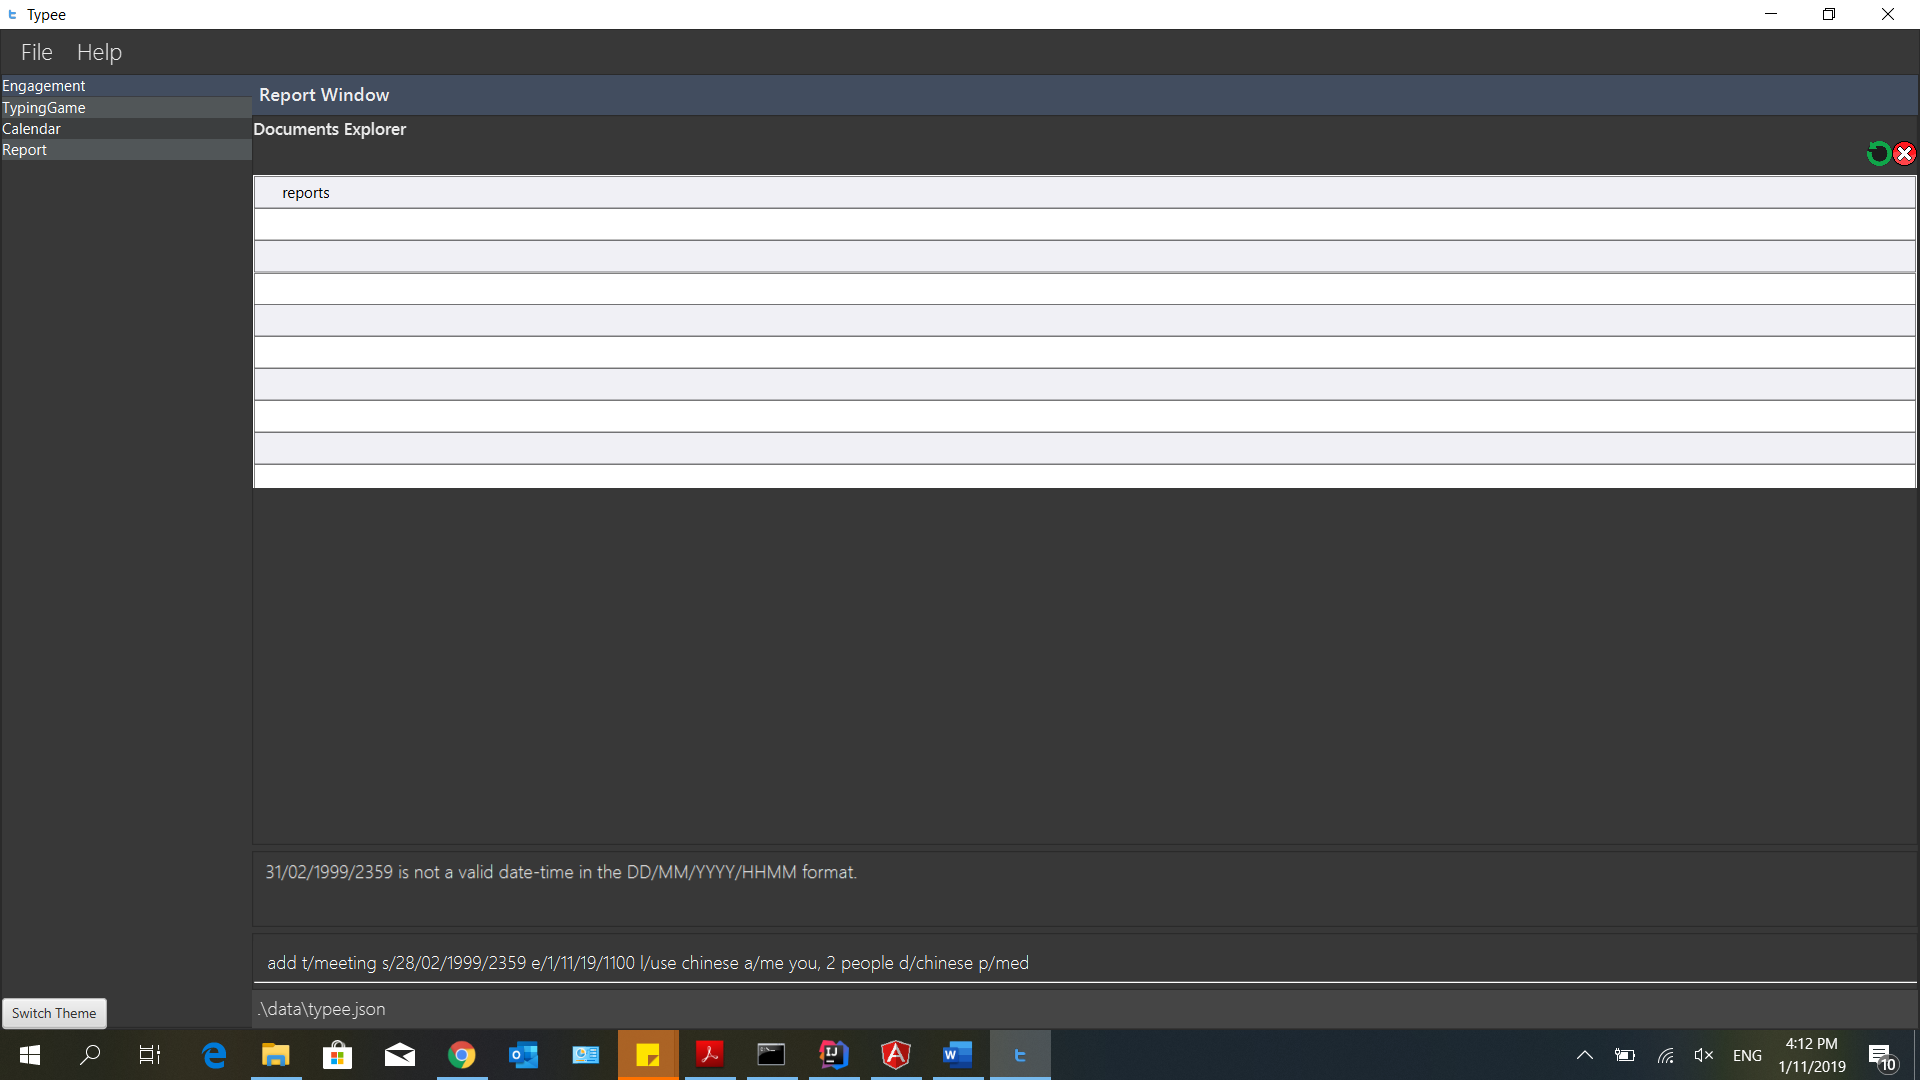 Typee
File Help
Engagement
TypingGame
Calendar
Report
Report Window
Documents Explorer
reports
31/02/1999/2359 is not a valid date-time in the DD/MM/YYYY/HHMM format.
add t/meeting s/28/02/1999/2359 e/1/11/19/1100 l/use chinese a/me you, 2 people d/chinese p/med
Switch Theme
.\data\typee.json
ENG
4:12 PM
1/11/2019
10